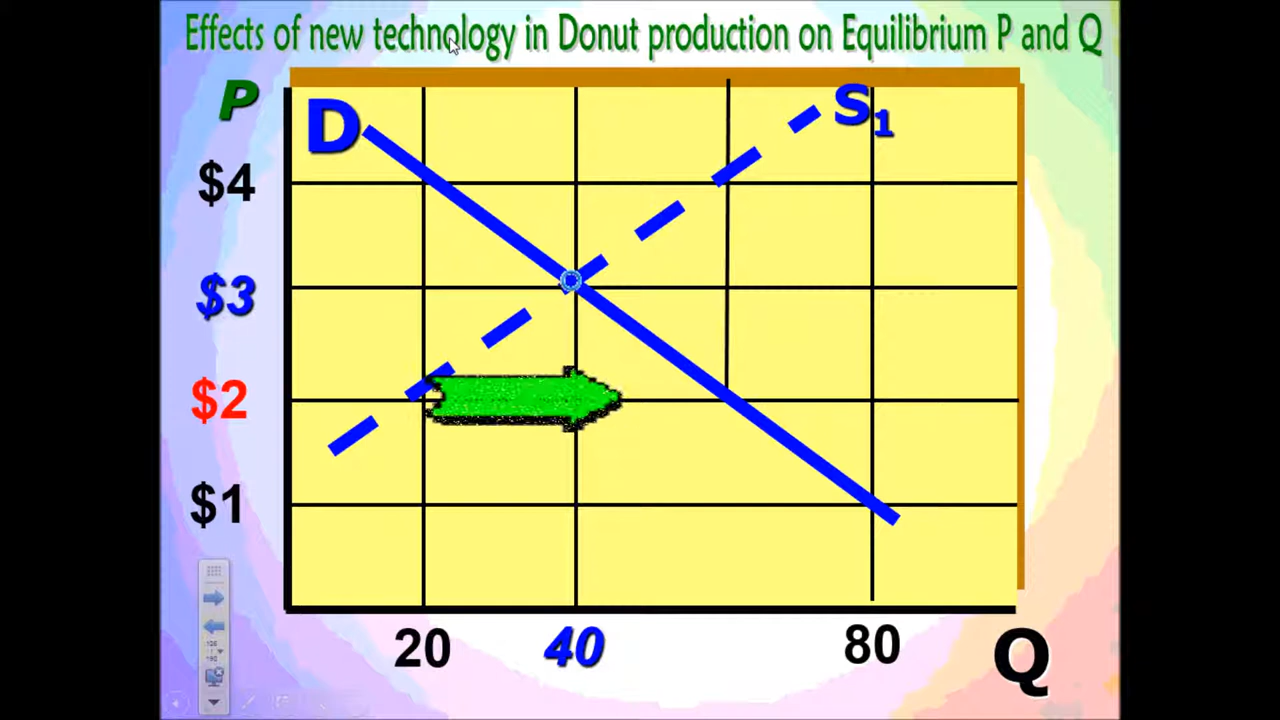 Effects of new technology in Donut production on Equilibrium P and Q
P
D
S1
$4
$3
$2
$1
20 40 80 Q